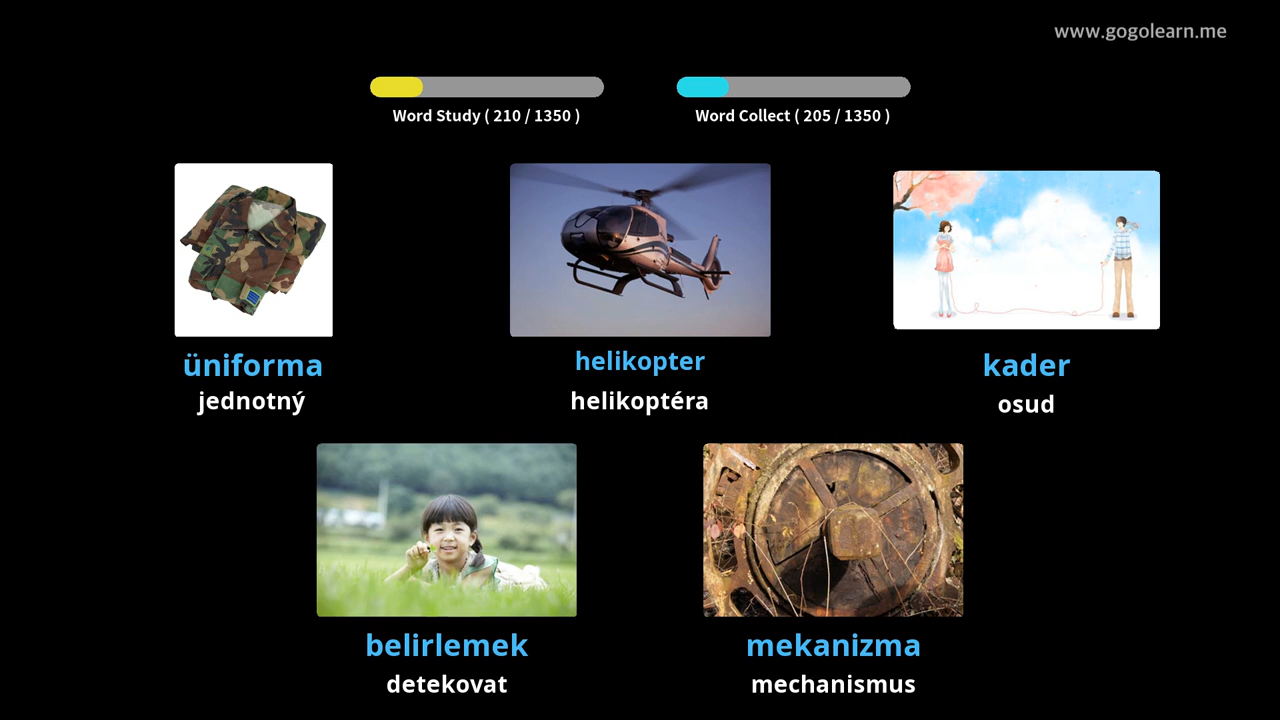 www.gogolearn.me
Word Study ( 210 / 1350 )
Word Collect ( 205 / 1350 )
üniforma
helikopter
kader
jednotný
helikoptéra
osud
belirlemek
mekanizma
detekovat
mechanismus